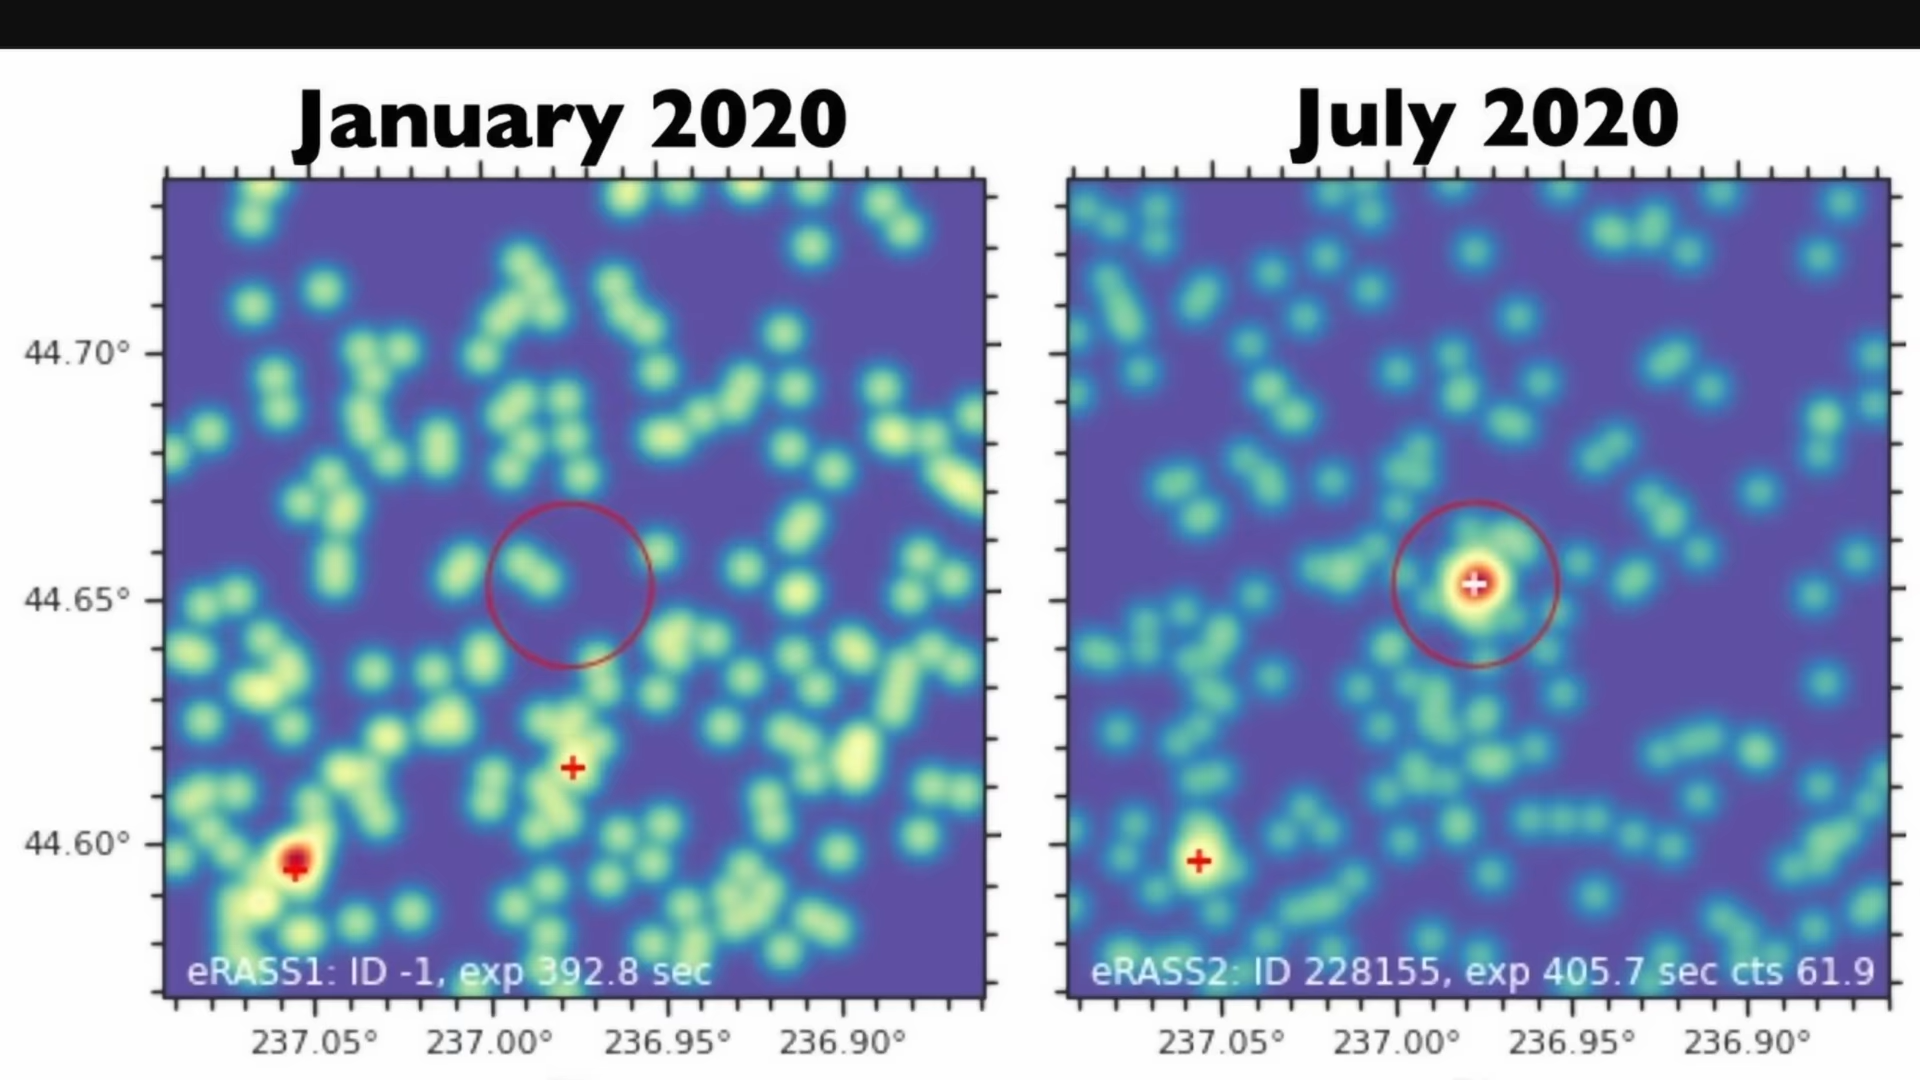 January 2020
July 2020
44.70°
44.65°
44.60°
eRASS1: ID -1, exp 392.8 sec
eRASS2: ID 228155, exp 405.7 sec cts 61.9
237.05° 237.00° 236.95° 236.90°
237.05° 237.00° 236.95° 236.90°